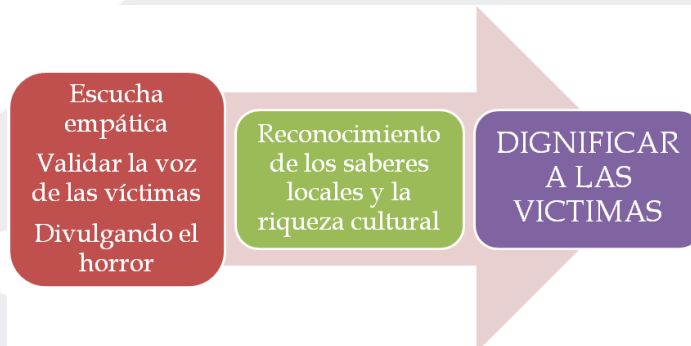 Escucha
empática
Validar la voz
de las víctimas
Divulgando el
horror
Reconocimiento
de los saberes
locales y la
riqueza cultural
DIGNIFICAR
A LAS
VICTIMAS